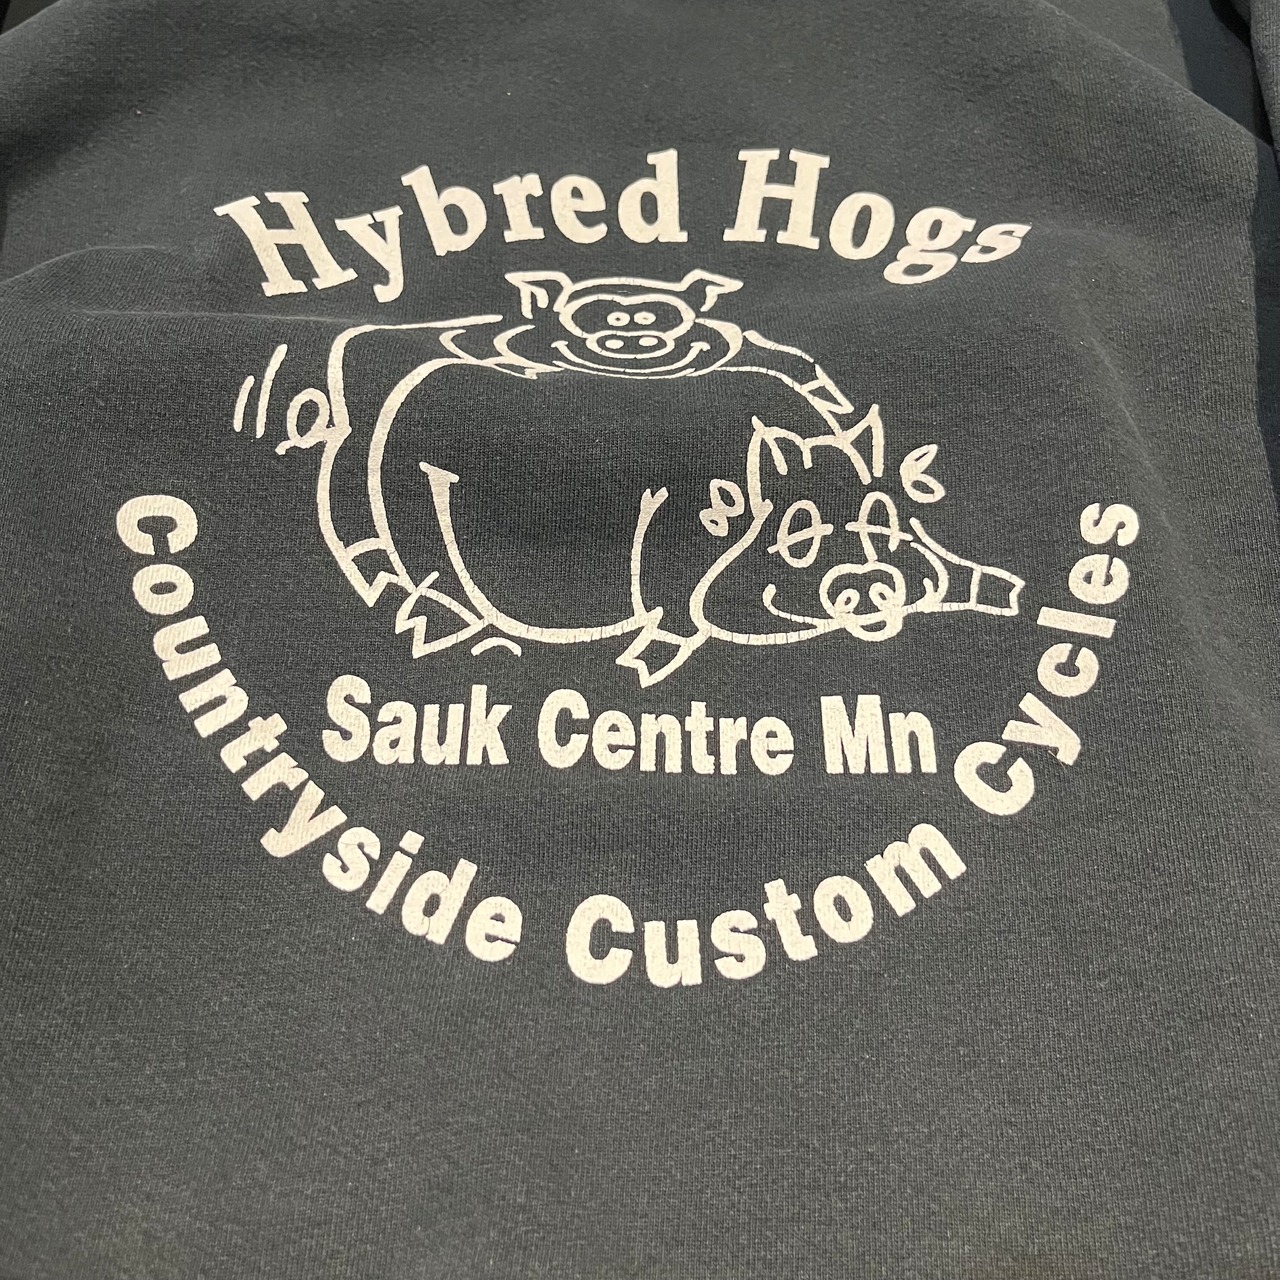 Hybred Hogs
Sauk Centre Mn
Countryside Custom Cycles